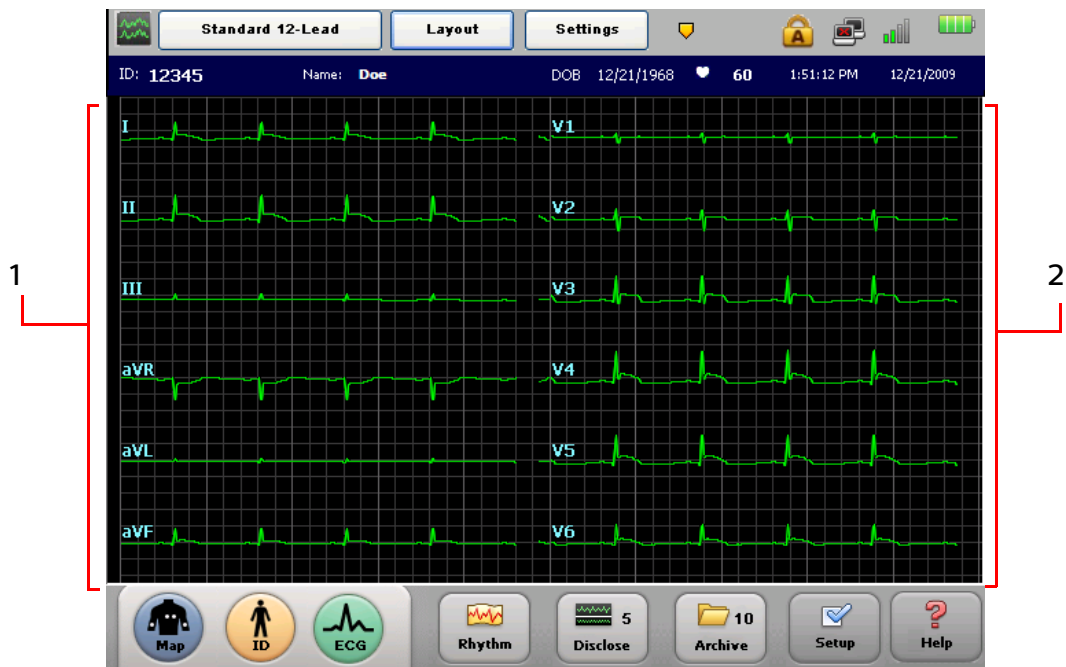 Standard 12-Lead Layout Settings A
ID: 12345 Name: Doe DOB 12/21/1968 60 1:51:12 PM 12/21/2009
I V1
II V2
1 2
III V3
aVR V4
aVL V5
aVF V6
Map ID ECG Rhythm 5 Disclose 10 Archive Setup ? Help